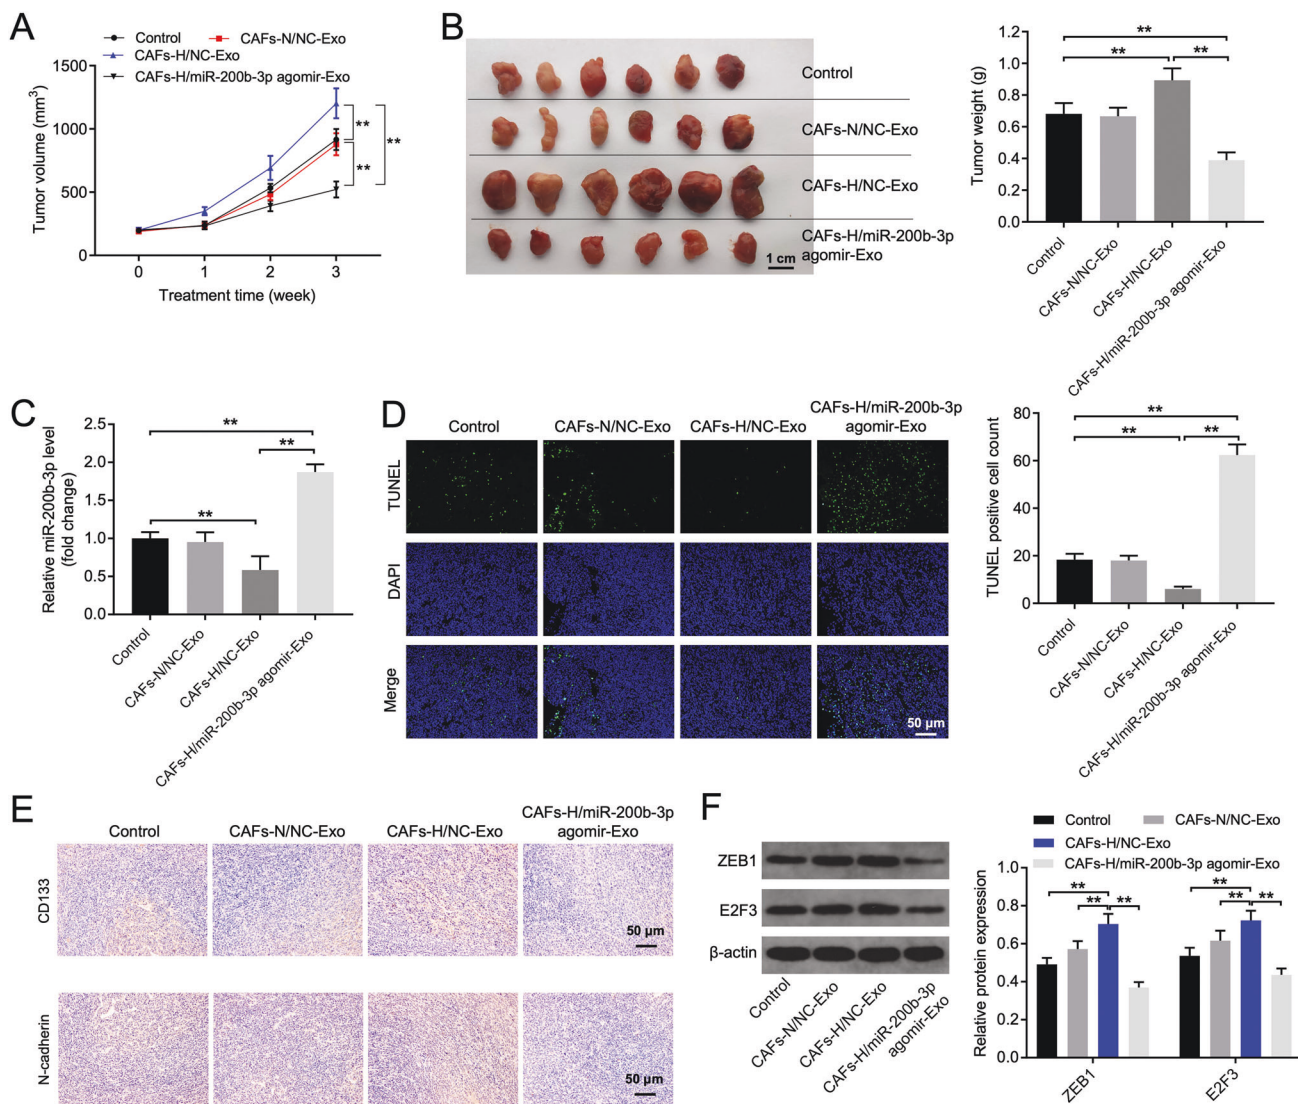 A
Control
CAFs-N/NC-Exo
CAFs-H/NC-Exo
CAFs-H/miR-200b-3p agomir-Exo
Tumor volume (mm3)
1500
1000
500
0
0 1 2 3
Treatment time (week)
**
**
**
B
Control
CAFs-N/NC-Exo
CAFs-H/NC-Exo
CAFs-H/miR-200b-3p
agomir-Exo
1 cm
Tumor weight (g)
1.2
1.0
0.8
0.6
0.4
0.2
0.0
**
** **
Control
CAFs-N/NC-Exo
CAFs-H/NC-Exo
CAFs-H/miR-200b-3p agomir-Exo
C
Relative miR-200b-3p level
(fold change)
2.5
2.0
1.5
1.0
0.5
0.0
**
**
**
Control
CAFs-N/NC-Exo
CAFs-H/NC-Exo
CAFs-H/miR-200b-3p agomir-Exo
D
Control
CAFs-N/NC-Exo
CAFs-H/NC-Exo
CAFs-H/miR-200b-3p
agomir-Exo
TUNEL
DAPI
Merge
50 μm
TUNEL positive cell count
80
60
40
20
0
**
** **
Control
CAFs-N/NC-Exo
CAFs-H/NC-Exo
CAFs-H/miR-200b-3p agomir-Exo
E
Control
CAFs-N/NC-Exo
CAFs-H/NC-Exo
CAFs-H/miR-200b-3p
agomir-Exo
CD133
50 μm
N-cadherin
50 μm
F
ZEB1
E2F3
β-actin
Control
CAFs-N/NC-Exo
CAFs-H/NC-Exo
CAFs-H/miR-200b-3p
agomir-Exo
Control
CAFs-N/NC-Exo
CAFs-H/NC-Exo
CAFs-H/miR-200b-3p agomir-Exo
Relative protein expression
1.0
0.8
0.6
0.4
0.2
0.0
**
** **
**
** **
ZEB1
E2F3